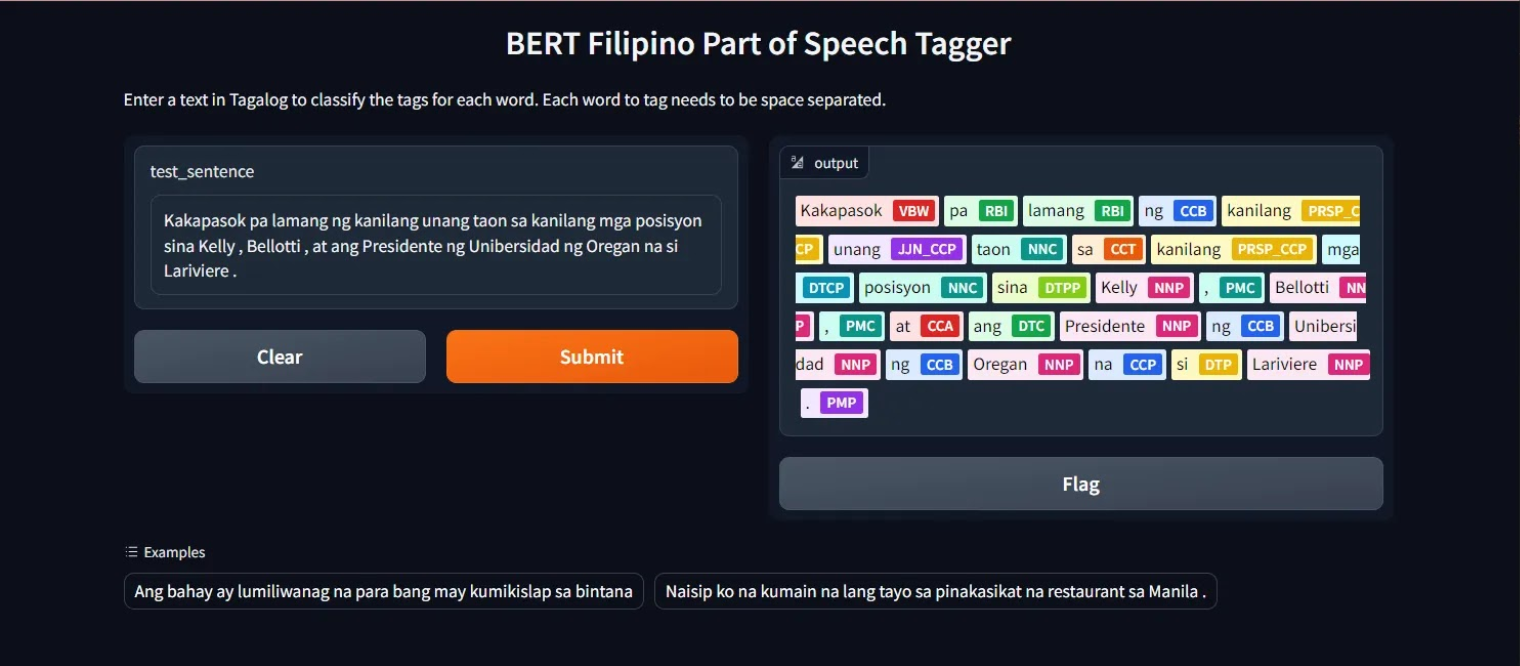 BERT Filipino Part of Speech Tagger
Enter a text in Tagalog to classify the tags for each word. Each word to tag needs to be space separated.
test_sentence
Kakapasok pa lamang ng kanilang unang taon sa kanilang mga posisyon
sina Kelly , Bellotti , at ang Presidente ng Unibersidad ng Oregan na si
Lariviere .
Clear
Submit
output
Kakapasok VBW pa RBI lamang RBI ng CCB kanilang PRSP_C
CP unang JJN_CCP taon NNC sa CCT kanilang PRSP_CCP mga
DTCP posisyon NNC sina DTPP Kelly NNP , PMC Bellotti NN
P , PMC at CCA ang DTC Presidente NNP ng CCB Unibersi
dad NNP ng CCB Oregan NNP na CCP si DTP Lariviere NNP
. PMP
Flag
Examples
Ang bahay ay lumiliwanag na para bang may kumikislap sa bintana
Naisip ko na kumain na lang tayo sa pinakasikat na restaurant sa Manila .